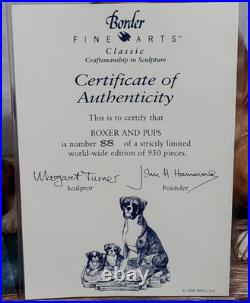 Border
FINE ARTS™
Classic
Craftsmanship in Sculpture
Certificate of
Authenticity
This is to certify that
BOXER AND PUPS
is number 88 of a strictly limited
world-wide edition of 950 pieces.
Margaret Turner John H. Hammond
Sculptor Founder